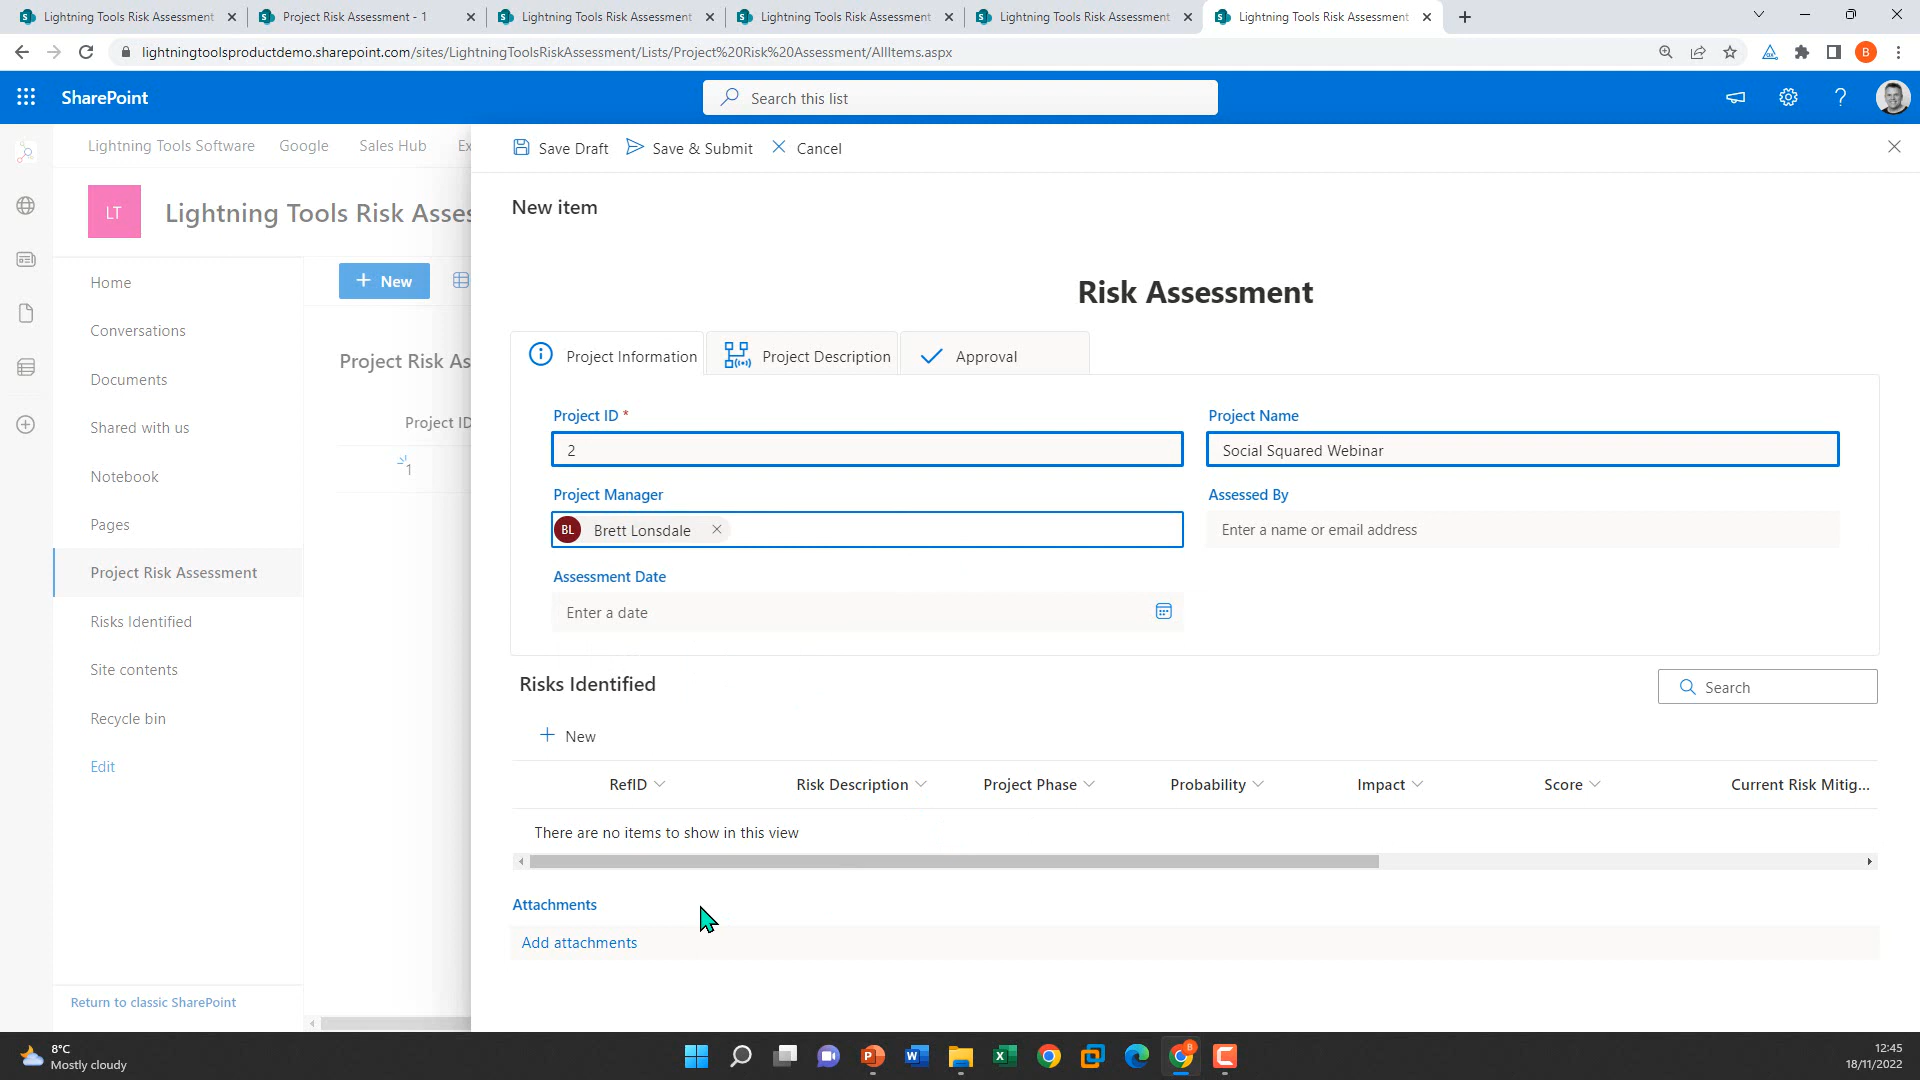 Lightning Tools Risk Assessment
Project Risk Assessment - 1
Lightning Tools Risk Assessment
Lightning Tools Risk Assessment
Lightning Tools Risk Assessment
Lightning Tools Risk Assessment
lightningtoolsproductdemo.sharepoint.com/sites/LightningToolsRiskAssessment/Lists/Project%20Risk%20Assessment/AllItems.aspx
B
SharePoint
Search this list
Lightning Tools Software Google Sales Hub Ex
Save Draft Save & Submit Cancel
LT
Lightning Tools Risk Asses
New item
Home
Conversations
Documents
Shared with us
Notebook
Pages
Project Risk Assessment
Risks Identified
Site contents
Recycle bin
Edit
Return to classic SharePoint
New
Project Risk As
Project ID
1
Risk Assessment
Project Information Project Description Approval
Project ID * Project Name
2 Social Squared Webinar
Project Manager Assessed By
BL Brett Lonsdale Enter a name or email address
Assessment Date
Enter a date
Risks Identified
Search
New
RefID Risk Description Project Phase Probability Impact Score Current Risk Mitig...
There are no items to show in this view
Attachments
Add attachments
8°C
Mostly cloudy
B
12:45
18/11/2022